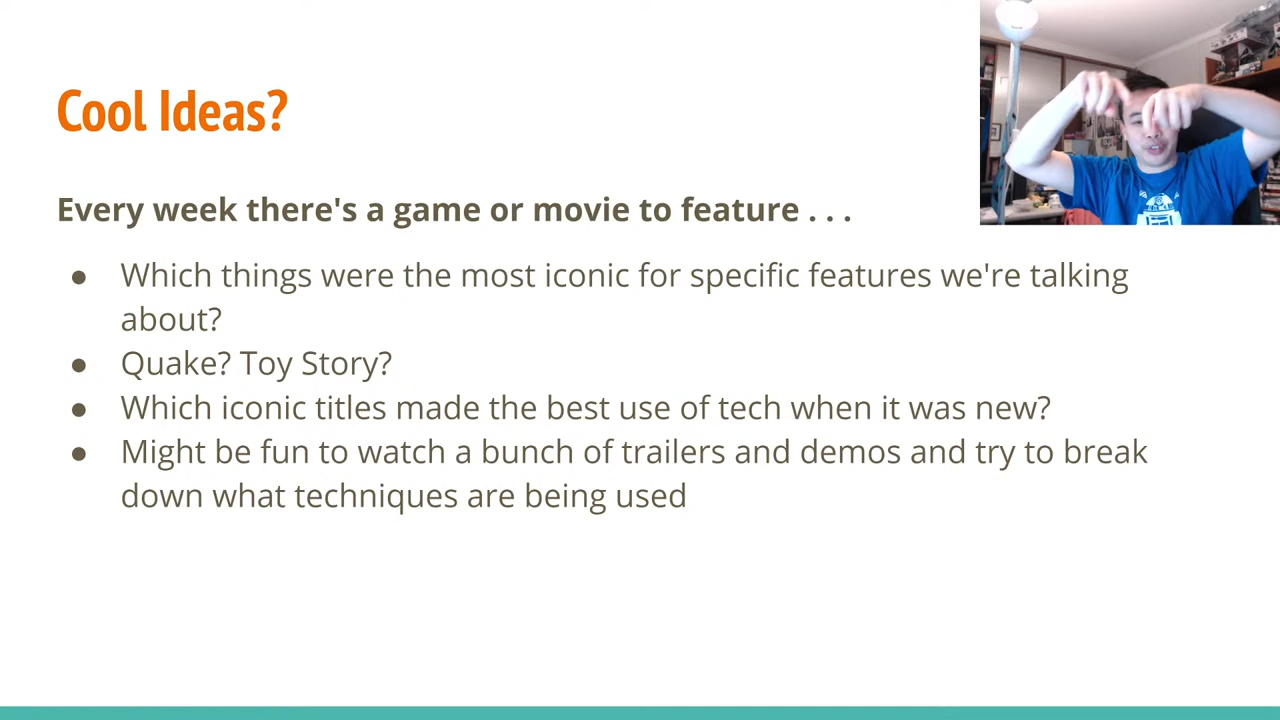 Cool Ideas?
Every week there's a game or movie to feature . . .
● Which things were the most iconic for specific features we're talking
about?
● Quake? Toy Story?
● Which iconic titles made the best use of tech when it was new?
● Might be fun to watch a bunch of trailers and demos and try to break
down what techniques are being used